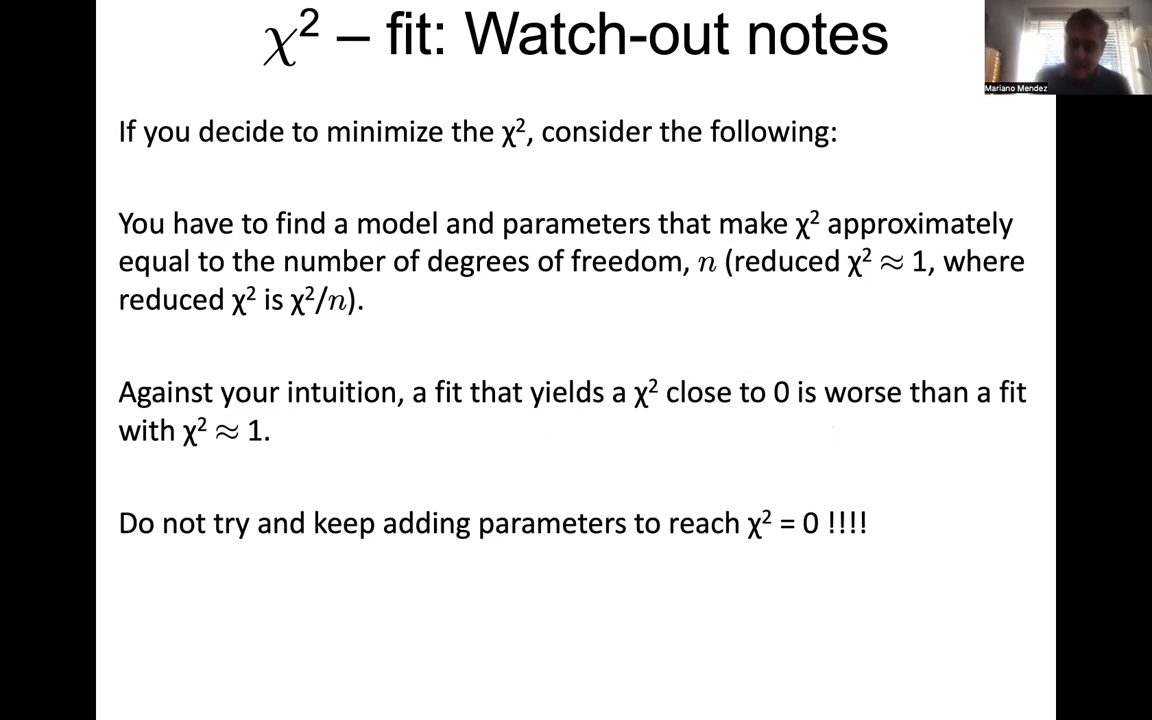 χ² – fit: Watch-out notes
Mariano Mendez
If you decide to minimize the χ², consider the following:
You have to find a model and parameters that make χ² approximately
equal to the number of degrees of freedom, n (reduced χ² ≈ 1, where
reduced χ² is χ²/n).
Against your intuition, a fit that yields a χ² close to 0 is worse than a fit
with χ² ≈ 1.
Do not try and keep adding parameters to reach χ² = 0 !!!!